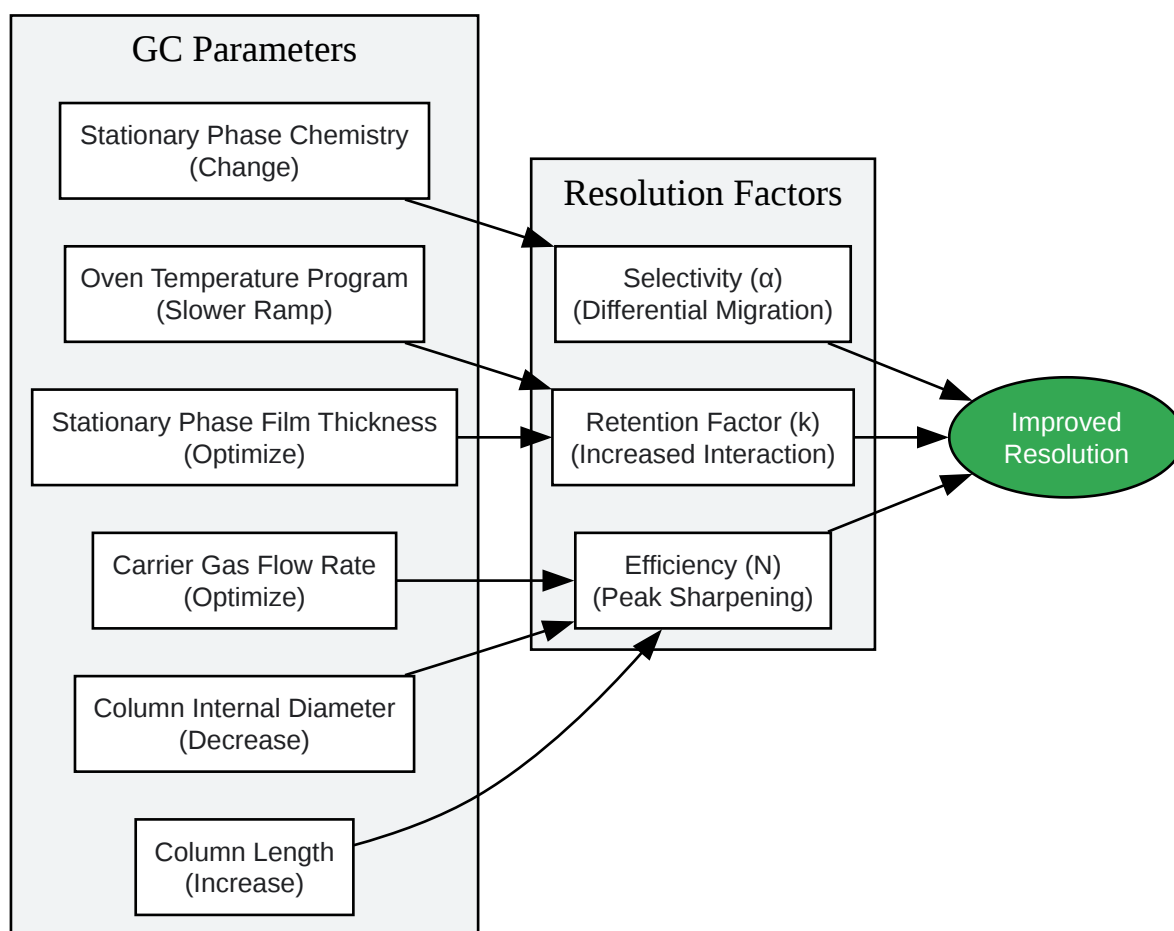 GC Parameters
Stationary Phase Chemistry
(Change)
Oven Temperature Program
(Slower Ramp)
Stationary Phase Film Thickness
(Optimize)
Carrier Gas Flow Rate
(Optimize)
Column Internal Diameter
(Decrease)
Column Length
(Increase)
Resolution Factors
Selectivity (α)
(Differential Migration)
Retention Factor (k)
(Increased Interaction)
Efficiency (N)
(Peak Sharpening)
Improved
Resolution